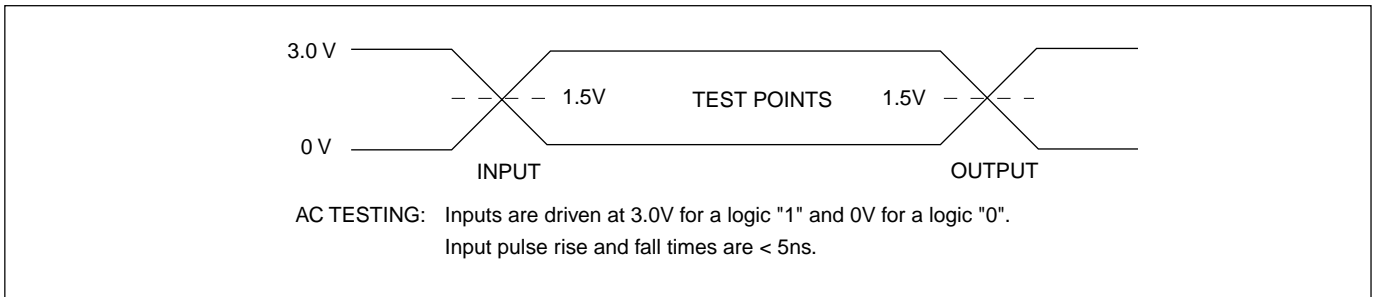 3.0 V
1.5V TEST POINTS 1.5V
0 V
INPUT OUTPUT
AC TESTING: Inputs are driven at 3.0V for a logic "1" and 0V for a logic "0".
Input pulse rise and fall times are < 5ns.